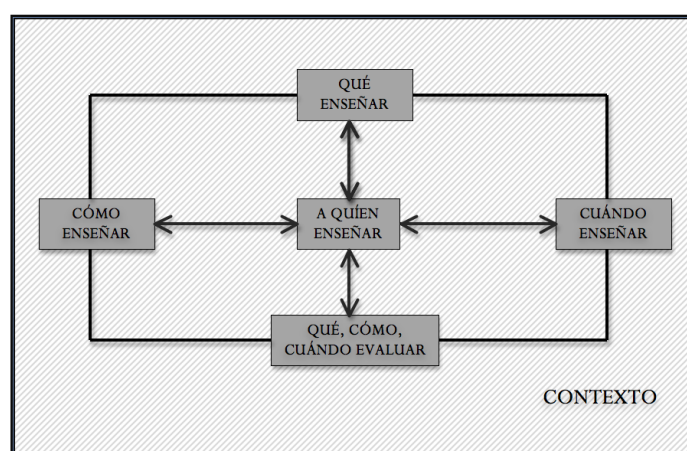 QUÉ
ENSEÑAR
CÓMO
ENSEÑAR
A QUÍEN
ENSEÑAR
CUÁNDO
ENSEÑAR
QUÉ, CÓMO,
CUÁNDO EVALUAR
CONTEXTO